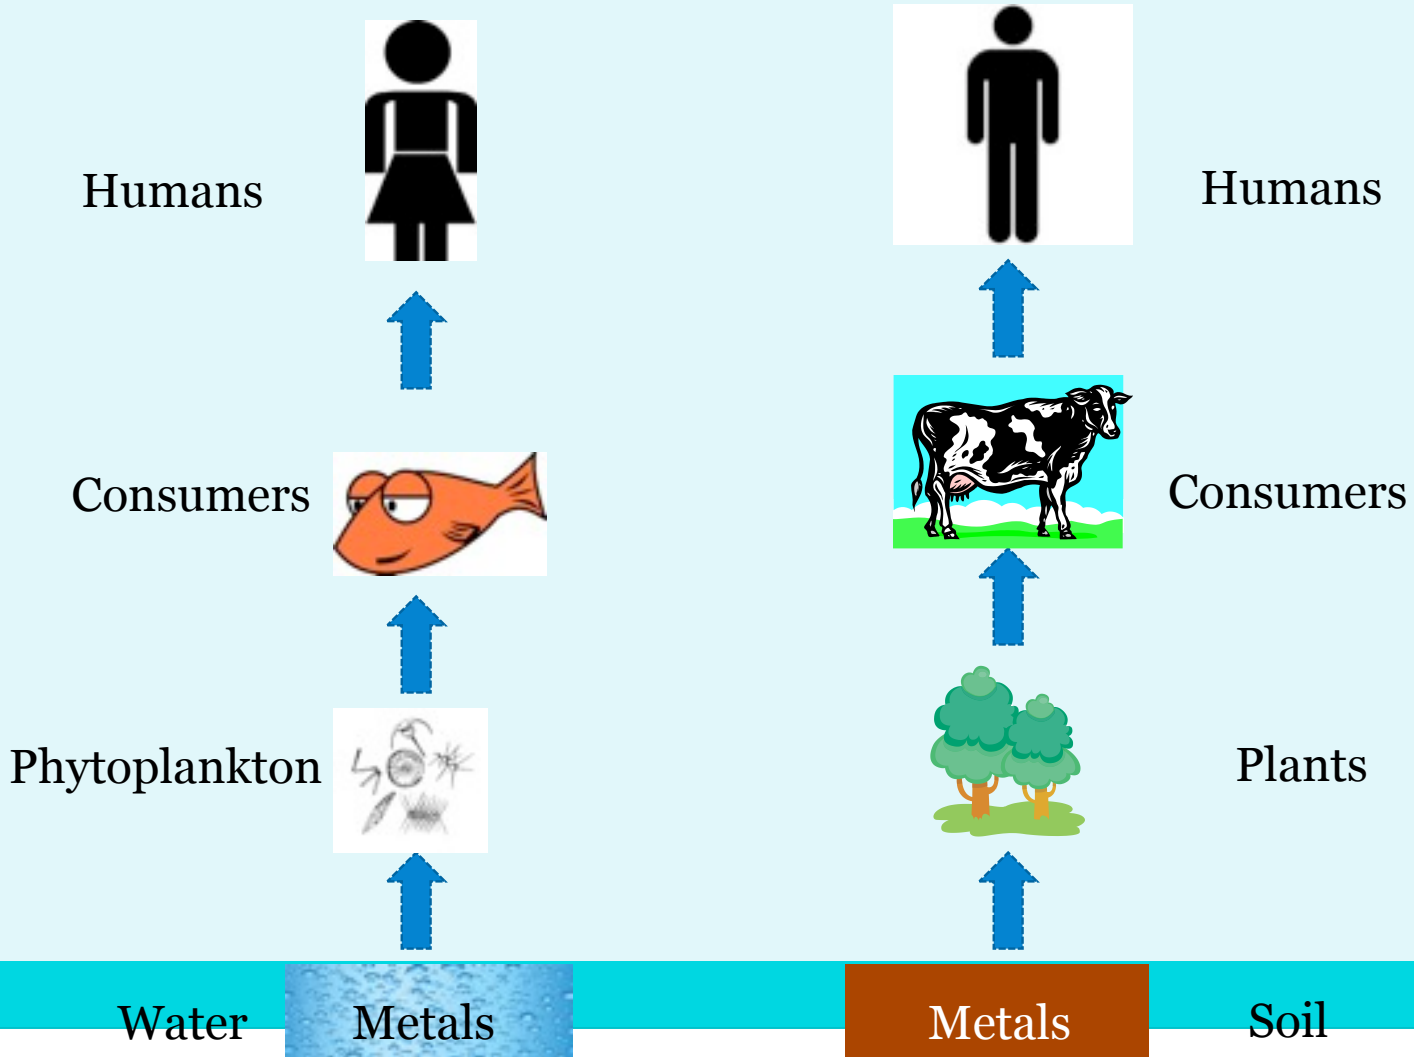 Humans
Humans
Consumers
Consumers
Phytoplankton
Plants
Water Metals
Metals Soil